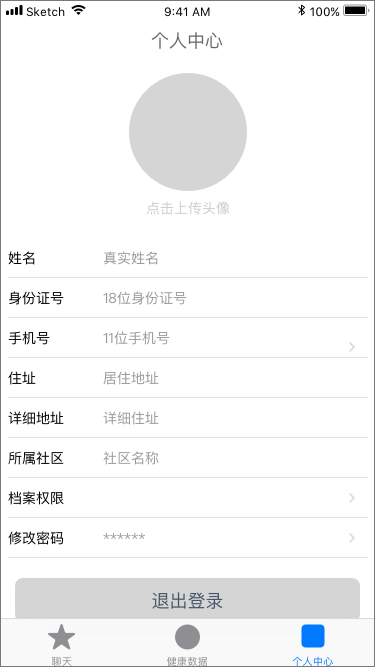 Sketch 9:41 AM 100%
个人中心
点击上传头像
姓名 真实姓名
身份证号 18位身份证号
手机号 11位手机号
住址 居住地址
详细地址 详细住址
所属社区 社区名称
档案权限
修改密码 ******
退出登录
聊天 健康数据 个人中心